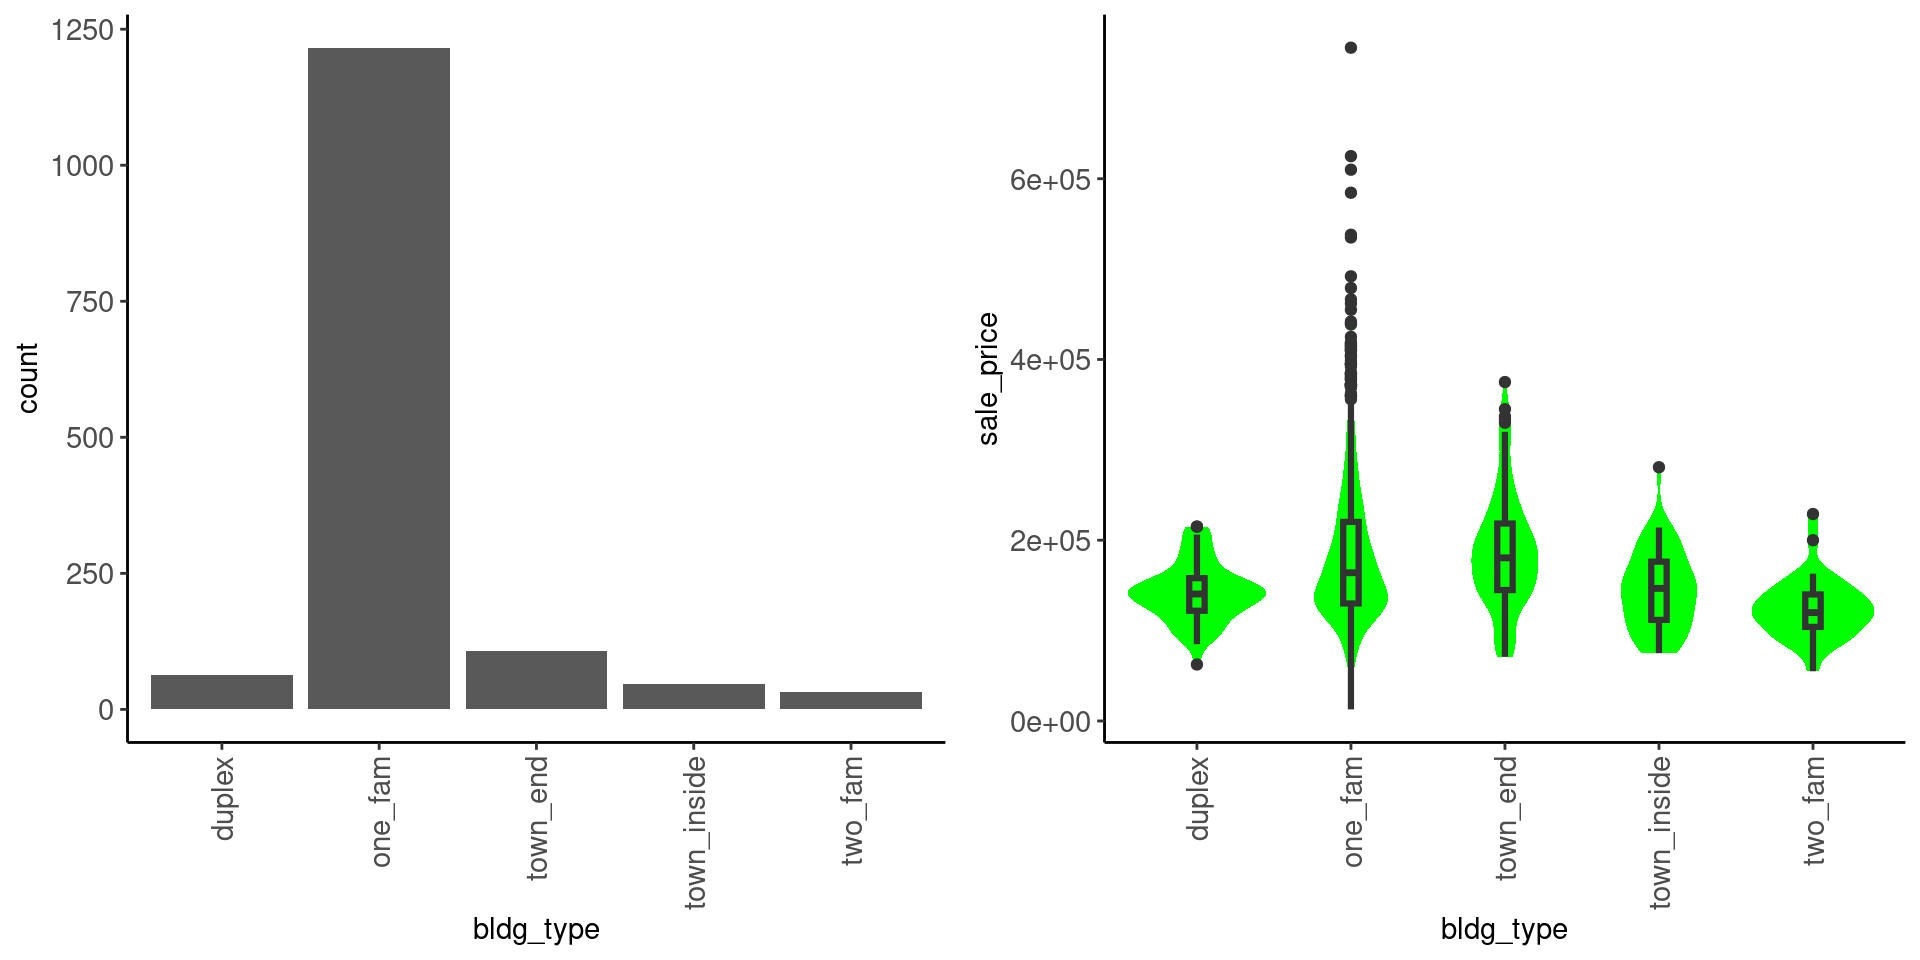 count
1250
1000
750
500
250
0
duplex
one_fam
town_end
town_inside
two_fam
bldg_type
sale_price
6e+05
4e+05
2e+05
0e+00
duplex
one_fam
town_end
town_inside
two_fam
bldg_type